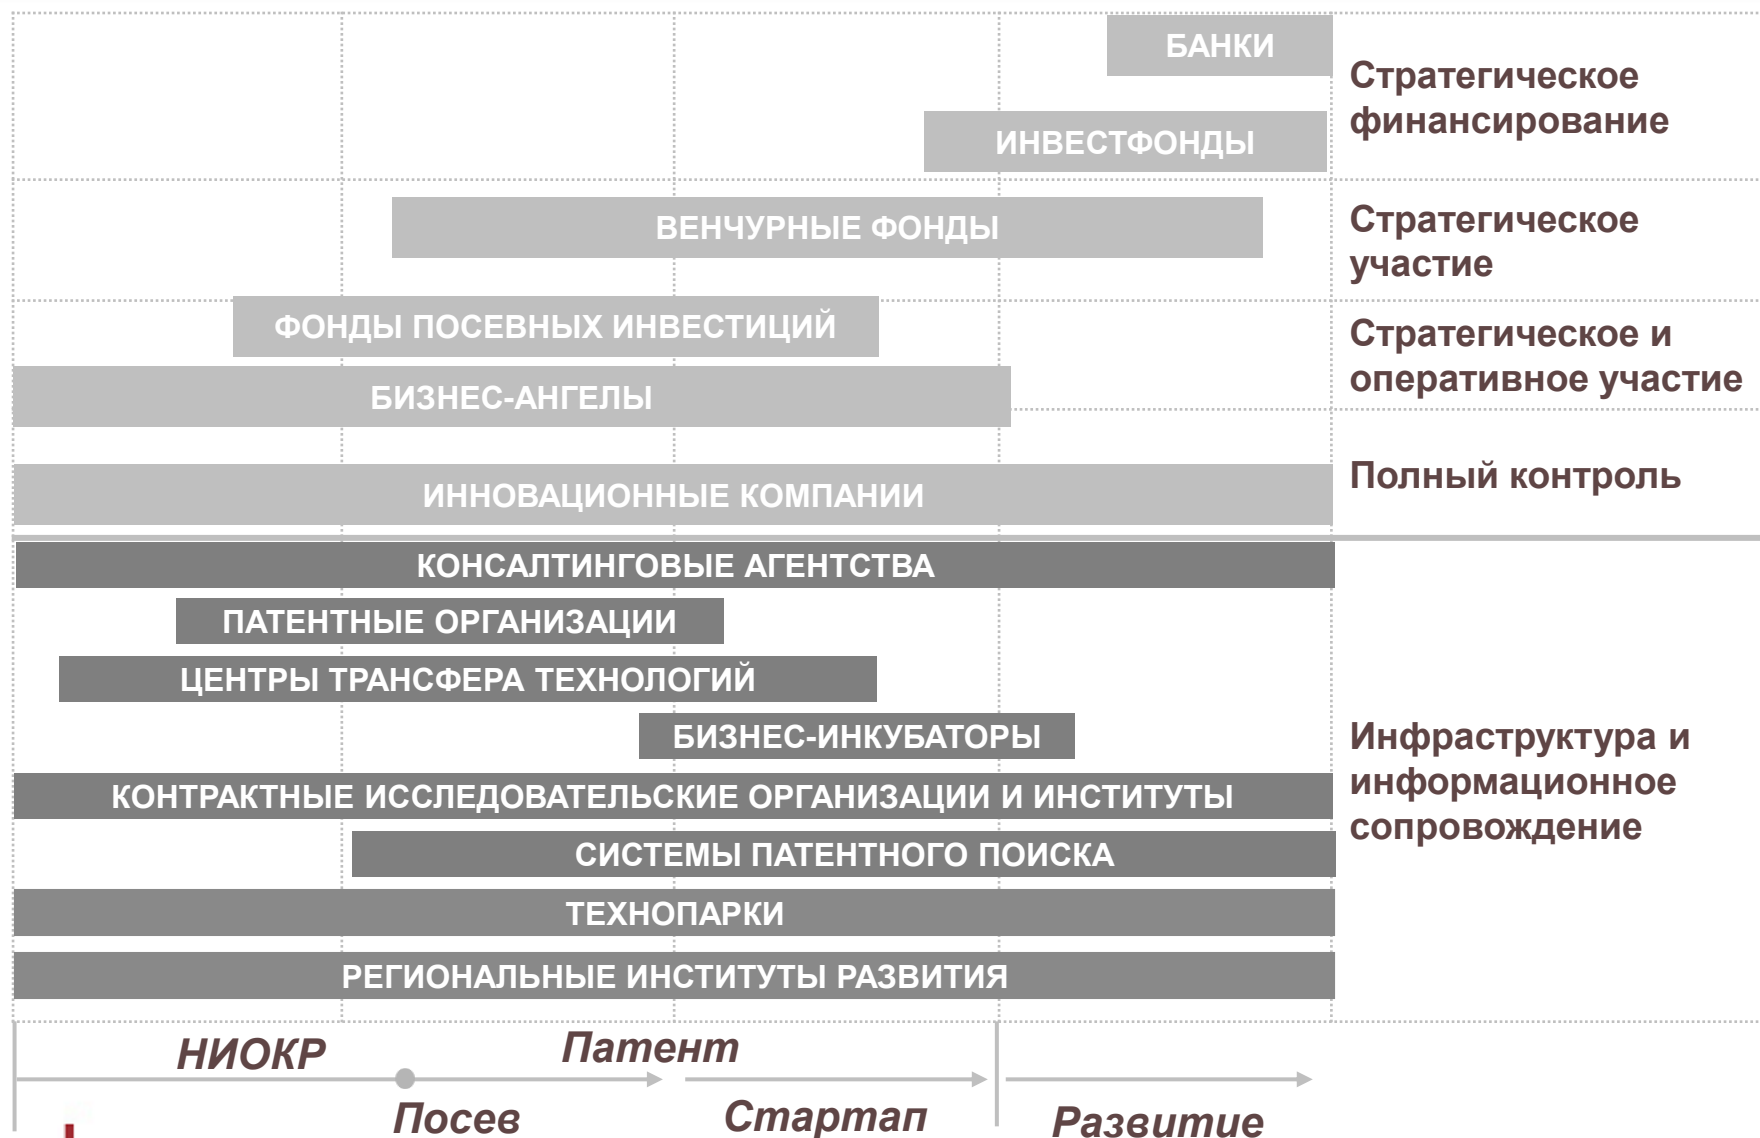 БАНКИ
Стратегическое
финансирование
ИНВЕСТФОНДЫ
ВЕНЧУРНЫЕ ФОНДЫ
Стратегическое
участие
ФОНДЫ ПОСЕВНЫХ ИНВЕСТИЦИЙ
Стратегическое и
оперативное участие
БИЗНЕС-АНГЕЛЫ
ИННОВАЦИОННЫЕ КОМПАНИИ
Полный контроль
КОНСАЛТИНГОВЫЕ АГЕНТСТВА
ПАТЕНТНЫЕ ОРГАНИЗАЦИИ
ЦЕНТРЫ ТРАНСФЕРА ТЕХНОЛОГИЙ
БИЗНЕС-ИНКУБАТОРЫ
КОНТРАКТНЫЕ ИССЛЕДОВАТЕЛЬСКИЕ ОРГАНИЗАЦИИ И ИНСТИТУТЫ
СИСТЕМЫ ПАТЕНТНОГО ПОИСКА
ТЕХНОПАРКИ
РЕГИОНАЛЬНЫЕ ИНСТИТУТЫ РАЗВИТИЯ
Инфраструктура и
информационное
сопровождение
НИОКР
Патент
Посев
Стартап
Развитие